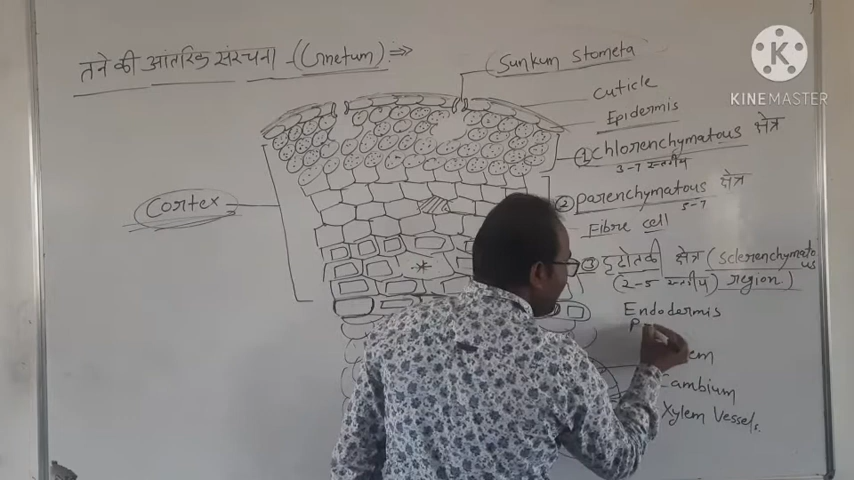 तने की आंतरिक संरचना - (Gnetum) ⇒
Sunkum Stometa
KINEMASTER
Cuticle
Epidermis
① Chlorenchymatous क्षेत्र
3-7 स्तरीय
② Parenchymatous क्षेत्र
5-7
Cortex
Fibre cell
③ दृढ़ोतकी क्षेत्र (Sclerenchymatous
(2-5 स्तरीय) region)
Endodermis
P
Cambium
Xylem Vessels.